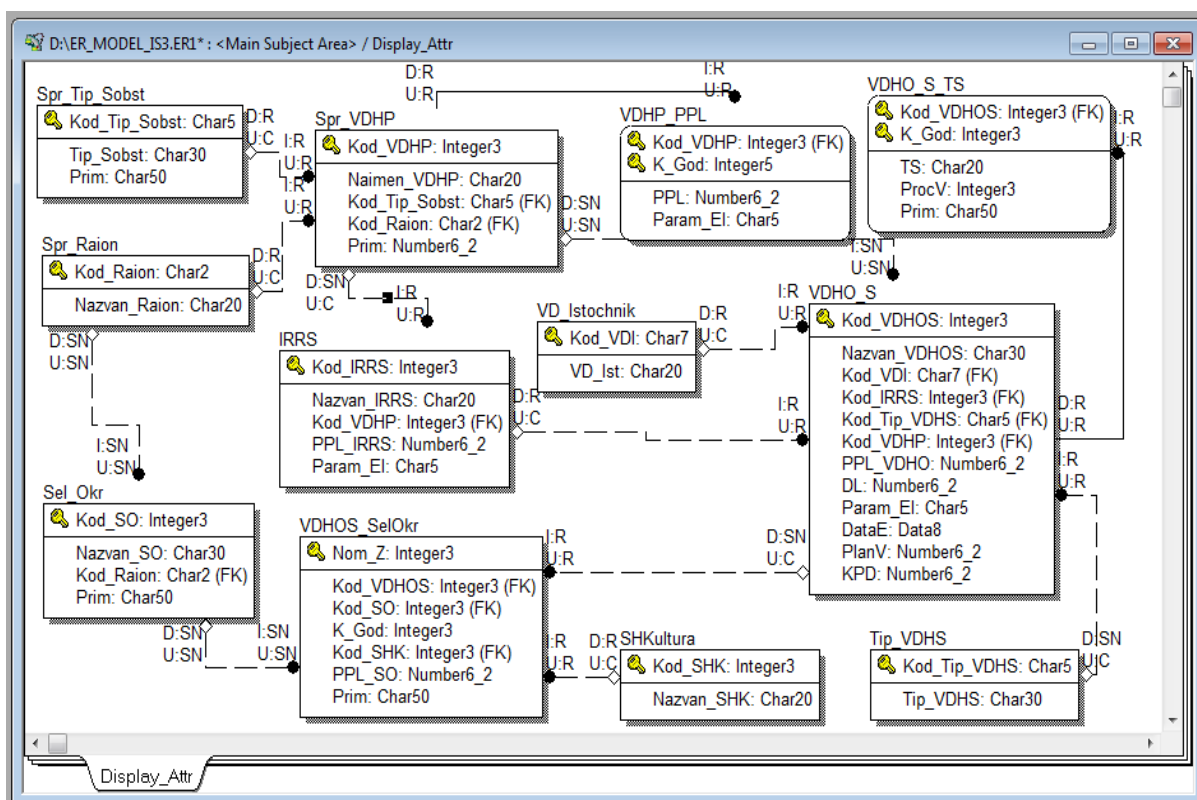 D:\ER_MODEL_IS3.ER1* : <Main Subject Area> / Display_Attr
Spr_Tip_Sobst
Kod_Tip_Sobst: Char5
Tip_Sobst: Char30
Prim: Char50
D:R
U:C
I:R
U:R
I:R
U:R
D:R
U:R
I:R
U:R
Spr_VDHP
Kod_VDHP: Integer3
Naimen_VDHP: Char20
Kod_Tip_Sobst: Char5 (FK)
Kod_Raion: Char2 (FK)
Prim: Number6_2
D:SN
U:SN
VDHP_PPL
Kod_VDHP: Integer3 (FK)
K_God: Integer5
PPL: Number6_2
Param_El: Char5
I:SN
U:SN
VDHO_S_TS
Kod_VDHOS: Integer3 (FK)
K_God: Integer3
TS: Char20
ProcV: Integer3
Prim: Char50
I:R
U:R
Spr_Raion
Kod_Raion: Char2
Nazvan_Raion: Char20
D:R
U:C
D:SN
U:SN
I:SN
U:SN
D:SN
U:C
I:R
U:R
IRRS
Kod_IRRS: Integer3
Nazvan_IRRS: Char20
Kod_VDHP: Integer3 (FK)
PPL_IRRS: Number6_2
Param_El: Char5
D:R
U:C
I:R
U:R
VD_Istochnik
Kod_VDI: Char7
VD_Ist: Char20
D:R
U:C
I:R
U:R
VDHO_S
Kod_VDHOS: Integer3
Nazvan_VDHOS: Char30
Kod_VDI: Char7 (FK)
Kod_IRRS: Integer3 (FK)
Kod_Tip_VDHS: Char5 (FK)
Kod_VDHP: Integer3 (FK)
PPL_VDHO: Number6_2
DL: Number6_2
Param_El: Char5
DataE: Data8
PlanV: Number6_2
KPD: Number6_2
D:R
U:R
I:R
U:R
Sel_Okr
Kod_SO: Integer3
Nazvan_SO: Char30
Kod_Raion: Char2 (FK)
Prim: Char50
D:SN
U:SN
I:SN
U:SN
VDHOS_SelOkr
Nom_Z: Integer3
Kod_VDHOS: Integer3 (FK)
Kod_SO: Integer3 (FK)
K_God: Integer3
Kod_SHK: Integer3 (FK)
PPL_SO: Number6_2
Prim: Char50
I:R
U:R
D:SN
U:C
I:R
U:R
D:R
U:C
SHKultura
Kod_SHK: Integer3
Nazvan_SHK: Char20
Tip_VDHS
Kod_Tip_VDHS: Char5
Tip_VDHS: Char30
D:SN
U:C
Display_Attr